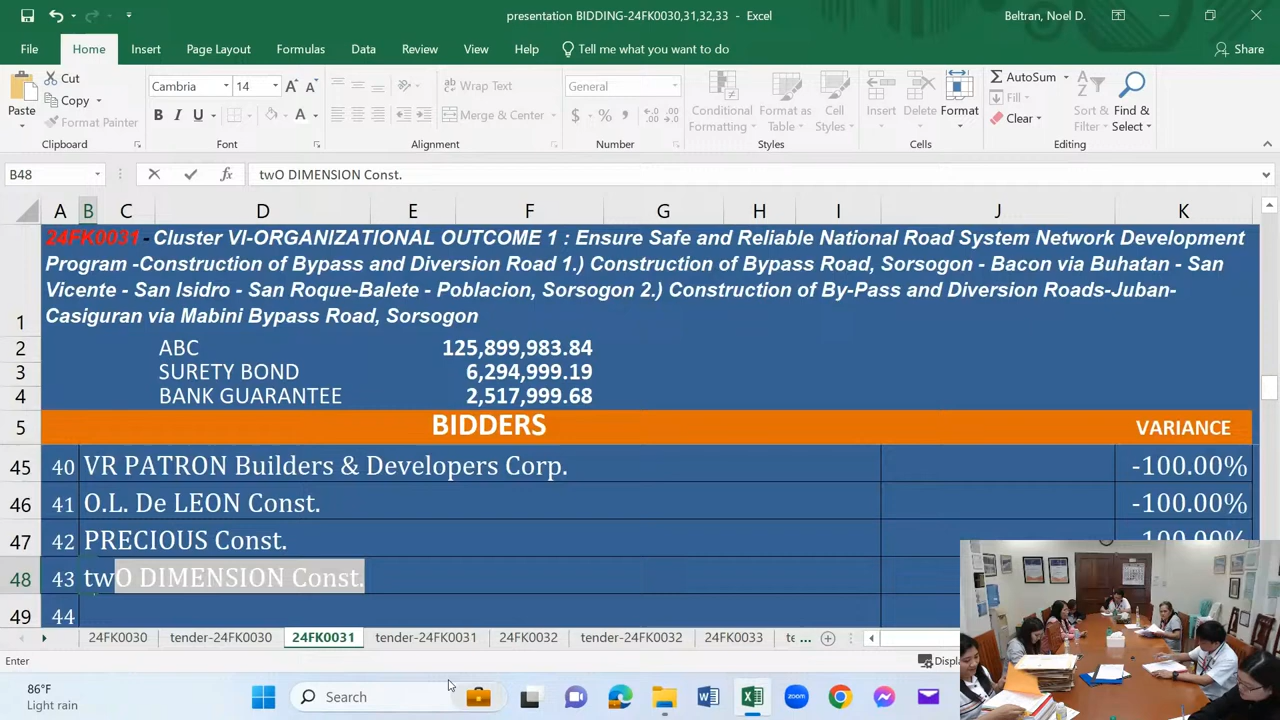 presentation BIDDING-24FK0030,31,32,33 - Excel
Beltran, Noel D.
File Home Insert Page Layout Formulas Data Review View Help Tell me what you want to do Share
Paste
Cut
Copy
Format Painter
Clipboard
Cambria 14
B I U
Font
Wrap Text
Merge & Center
Alignment
General
$ % ,
Number
Conditional Formatting
Format as Table
Cell Styles
Styles
Insert Delete Format
Cells
AutoSum
Fill
Clear
Sort & Filter
Find & Select
Editing
B48 fx twO DIMENSION Const.
A B C D E F G H I J K
24FK0031 - Cluster VI-ORGANIZATIONAL OUTCOME 1 : Ensure Safe and Reliable National Road System Network Development
Program -Construction of Bypass and Diversion Road 1.) Construction of Bypass Road, Sorsogon - Bacon via Buhatan - San
Vicente - San Isidro - San Roque-Balete - Poblacion, Sorsogon 2.) Construction of By-Pass and Diversion Roads-Juban-
1 Casiguran via Mabini Bypass Road, Sorsogon
2 ABC 125,899,983.84
3 SURETY BOND 6,294,999.19
4 BANK GUARANTEE 2,517,999.68
5 BIDDERS VARIANCE
45 40 VR PATRON Builders & Developers Corp. -100.00%
46 41 O.L. De LEON Const. -100.00%
47 42 PRECIOUS Const. -100.00%
48 43 twO DIMENSION Const.
49 44
24FK0030 tender-24FK0030 24FK0031 tender-24FK0031 24FK0032 tender-24FK0032 24FK0033 te ...
Enter
86°F
Light rain
Search
zoom